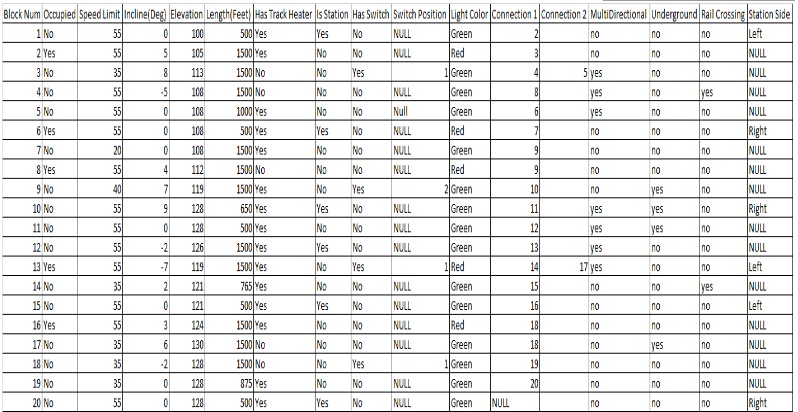 Block Num Occupied Speed Limit Incline(Deg) Elevation Length(Feet) Has Track Heater Is Station Has Switch Switch Position Light Color Connection 1 Connection 2 MultiDirectional Underground Rail Crossing Station Side
1 No 55 0 100 500 Yes Yes No NULL Green 2 no no no Left
2 Yes 55 5 105 1500 Yes No No NULL Red 3 no no no NULL
3 No 35 8 113 1500 No No Yes 1 Green 4 5 yes no no NULL
4 No 55 -5 108 1500 No No No NULL Green 8 yes no yes NULL
5 No 55 0 108 1000 Yes No No Null Green 6 yes no no NULL
6 Yes 55 0 108 500 Yes Yes No NULL Red 7 no no no Right
7 No 20 0 108 1500 Yes No No NULL Green 9 no no no NULL
8 Yes 55 4 112 1500 No No No NULL Red 9 no no no NULL
9 No 40 7 119 1500 Yes No Yes 2 Green 10 no yes no NULL
10 No 55 9 128 650 Yes Yes No NULL Green 11 yes yes no Right
11 No 55 0 128 500 Yes No No NULL Green 12 yes yes no NULL
12 No 55 -2 126 1500 Yes Yes No NULL Green 13 yes no no NULL
13 Yes 55 -7 119 1500 Yes No Yes 1 Red 14 17 yes no no Left
14 No 35 2 121 765 Yes No No NULL Green 15 no no yes NULL
15 No 55 0 121 500 Yes Yes No NULL Green 16 no no no Left
16 Yes 55 3 124 1500 Yes No No NULL Red 18 no no no NULL
17 No 35 6 130 1500 No No No NULL Green 18 no yes no NULL
18 No 35 -2 128 1500 No No Yes 1 Green 19 no no no NULL
19 No 35 0 128 875 Yes No No NULL Green 20 no no no NULL
20 No 55 0 128 500 Yes Yes No NULL Green NULL no no no Right